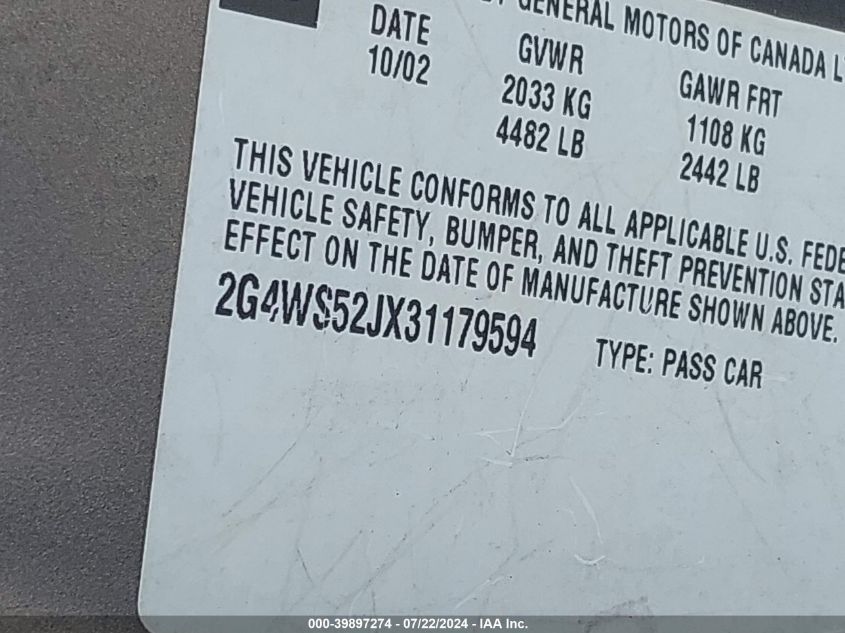 GENERAL MOTORS OF CANADA
DATE GVWR GAWR FRT
10/02 2033 KG 1108 KG
4482 LB 2442 LB
THIS VEHICLE CONFORMS TO ALL APPLICABLE U.S. FEDE
VEHICLE SAFETY, BUMPER, AND THEFT PREVENTION STA
EFFECT ON THE DATE OF MANUFACTURE SHOWN ABOVE.
2G4WS52JX31179594 TYPE: PASS CAR
000-39897274 - 07/22/2024 - IAA Inc.